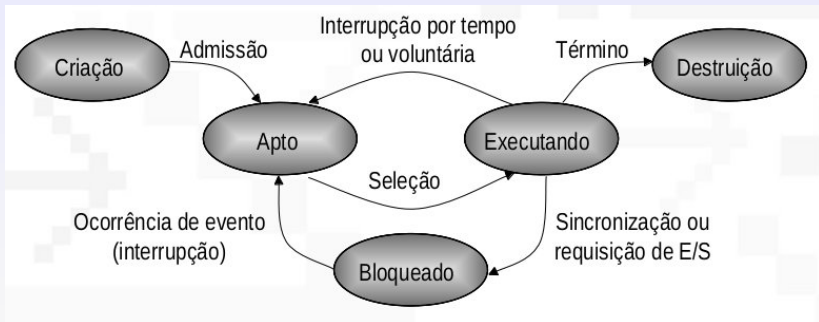 Interrupção por tempo
ou voluntária
Admissão
Término
Criação
Destruição
Apto
Executando
Seleção
Ocorrência de evento
(interrupção)
Sincronização ou
requisição de E/S
Bloqueado